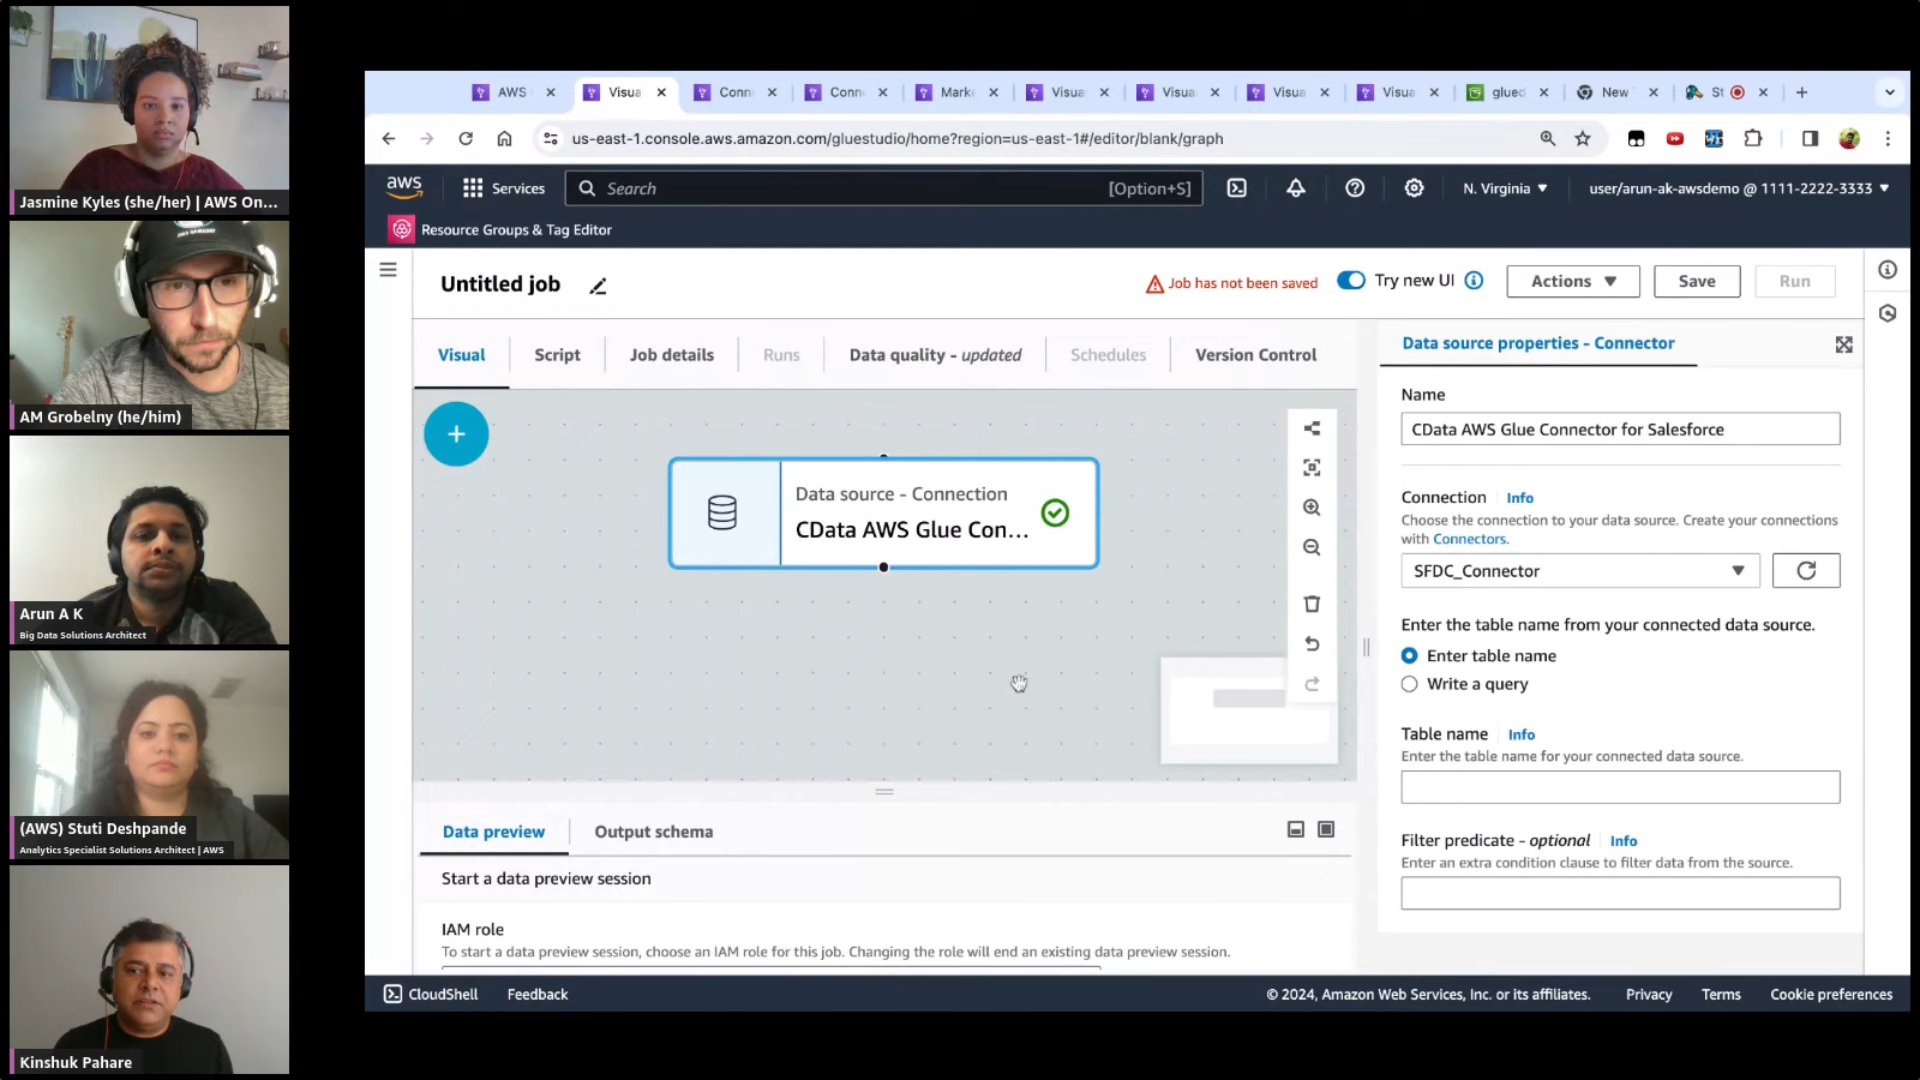 Jasmine Kyles (she/her) | AWS On...
AM Grobelny (he/him)
Arun A K
Big Data Solutions Architect
(AWS) Stuti Deshpande
Analytics Specialist Solutions Architect | AWS
Kinshuk Pahare
AWS
Visua
Conn
Conn
Mark
Visua
Visua
Visua
Visua
glued
New
St
us-east-1.console.aws.amazon.com/gluestudio/home?region=us-east-1#/editor/blank/graph
aws
Services
Search
[Option+S]
N. Virginia
user/arun-ak-awsdemo @ 1111-2222-3333
Resource Groups & Tag Editor
Untitled job
Job has not been saved
Try new UI
Actions
Save
Run
Visual
Script
Job details
Runs
Data quality - updated
Schedules
Version Control
Data source - Connection
CData AWS Glue Con...
Data preview
Output schema
Start a data preview session
IAM role
To start a data preview session, choose an IAM role for this job. Changing the role will end an existing data preview session.
Data source properties - Connector
Name
CData AWS Glue Connector for Salesforce
Connection Info
Choose the connection to your data source. Create your connections
with Connectors.
SFDC_Connector
Enter the table name from your connected data source.
Enter table name
Write a query
Table name Info
Enter the table name for your connected data source.
Filter predicate - optional Info
Enter an extra condition clause to filter data from the source.
CloudShell
Feedback
© 2024, Amazon Web Services, Inc. or its affiliates.
Privacy
Terms
Cookie preferences